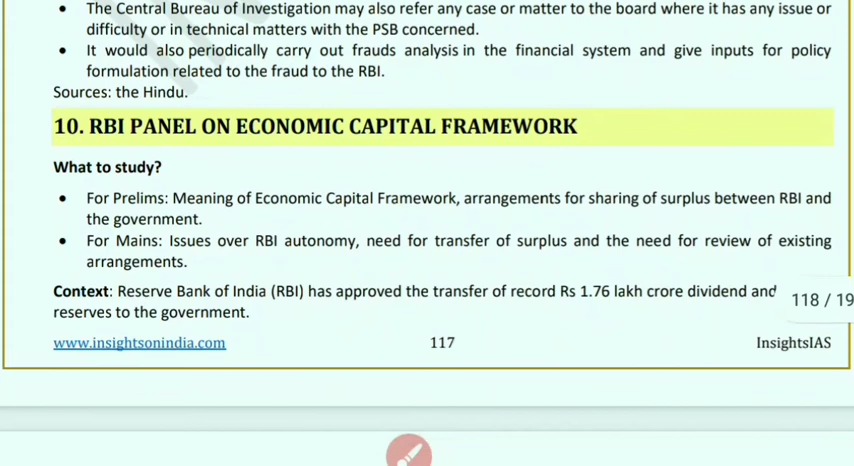 • The Central Bureau of Investigation may also refer any case or matter to the board where it has any issue or
difficulty or in technical matters with the PSB concerned.
• It would also periodically carry out frauds analysis in the financial system and give inputs for policy
formulation related to the fraud to the RBI.
Sources: the Hindu.
10. RBI PANEL ON ECONOMIC CAPITAL FRAMEWORK
What to study?
• For Prelims: Meaning of Economic Capital Framework, arrangements for sharing of surplus between RBI and
the government.
• For Mains: Issues over RBI autonomy, need for transfer of surplus and the need for review of existing
arrangements.
Context: Reserve Bank of India (RBI) has approved the transfer of record Rs 1.76 lakh crore dividend and
reserves to the government.
118 / 19
www.insightsonindia.com 117 InsightsIAS